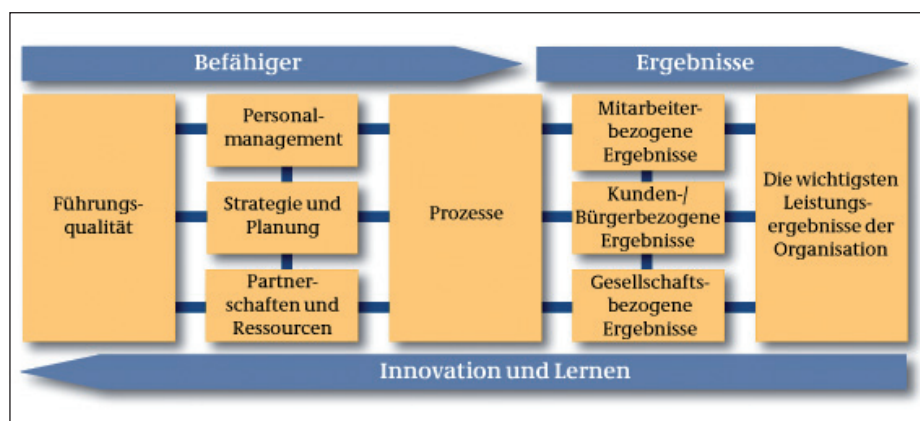 Befähiger
Ergebnisse
Führungs-
qualität
Personal-
management
Strategie und
Planung
Partner-
schaften und
Ressourcen
Prozesse
Mitarbeiter-
bezogene
Ergebnisse
Kunden-/
Bürgerbezogene
Ergebnisse
Gesellschafts-
bezogene
Ergebnisse
Die wichtigsten
Leistungs-
ergebnisse der
Organisation
Innovation und Lernen